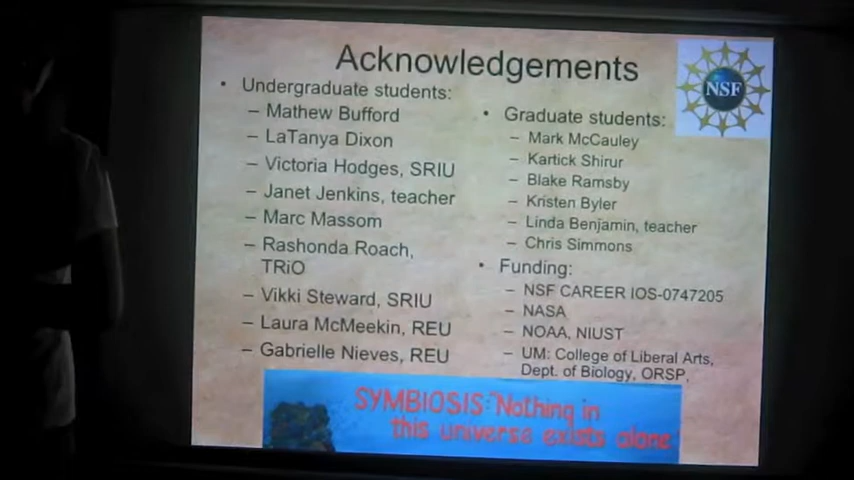 Acknowledgements
NSF
• Undergraduate students:
– Mathew Bufford
– LaTanya Dixon
– Victoria Hodges, SRIU
– Janet Jenkins, teacher
– Marc Massom
– Rashonda Roach,
TRiO
– Vikki Steward, SRIU
– Laura McMeekin, REU
– Gabrielle Nieves, REU
• Graduate students:
– Mark McCauley
– Kartick Shirur
– Blake Ramsby
– Kristen Byler
– Linda Benjamin, teacher
– Chris Simmons
• Funding:
– NSF CAREER IOS-0747205
– NASA
– NOAA, NIUST
– UM: College of Liberal Arts,
Dept. of Biology, ORSP,
SYMBIOSIS: "Nothing in
this universe exists alone